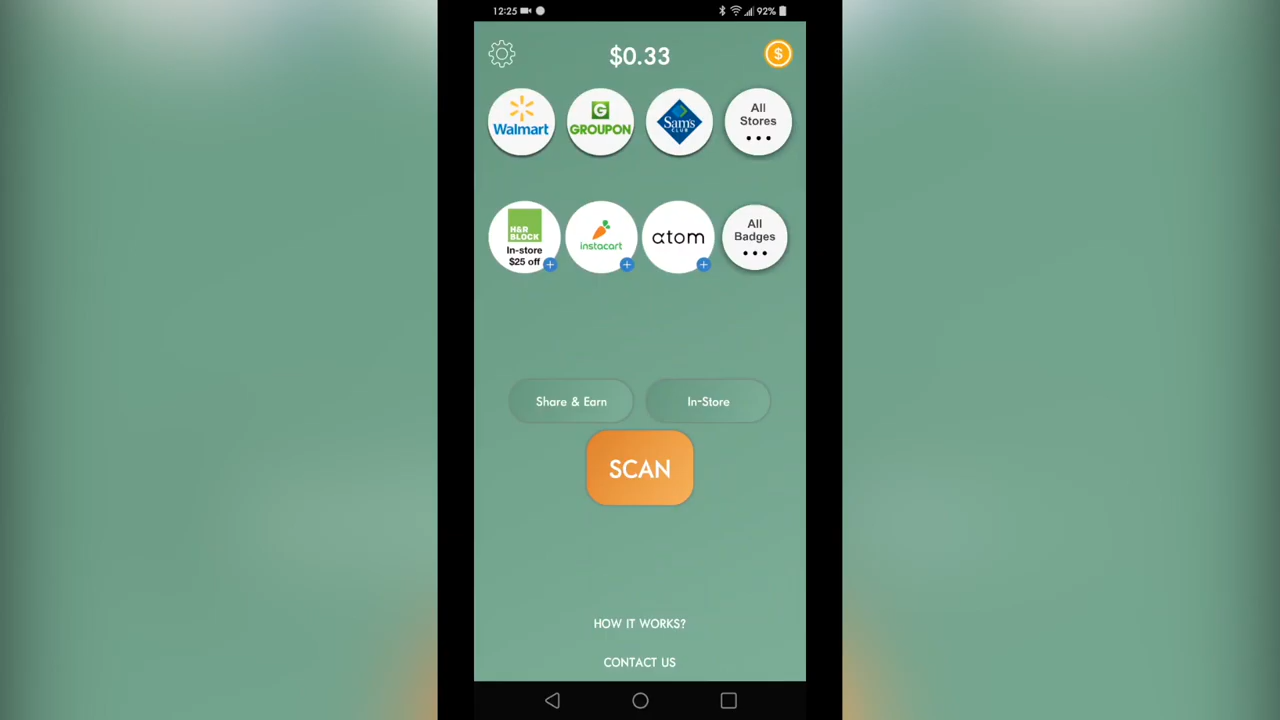 12:25
92%
$0.33
$
Walmart
G
GROUPON
Sam's
CLUB
All
Stores
H&R
BLOCK
In-store
$25 off
instacart
atom
All
Badges
Share & Earn
In-Store
SCAN
HOW IT WORKS?
CONTACT US